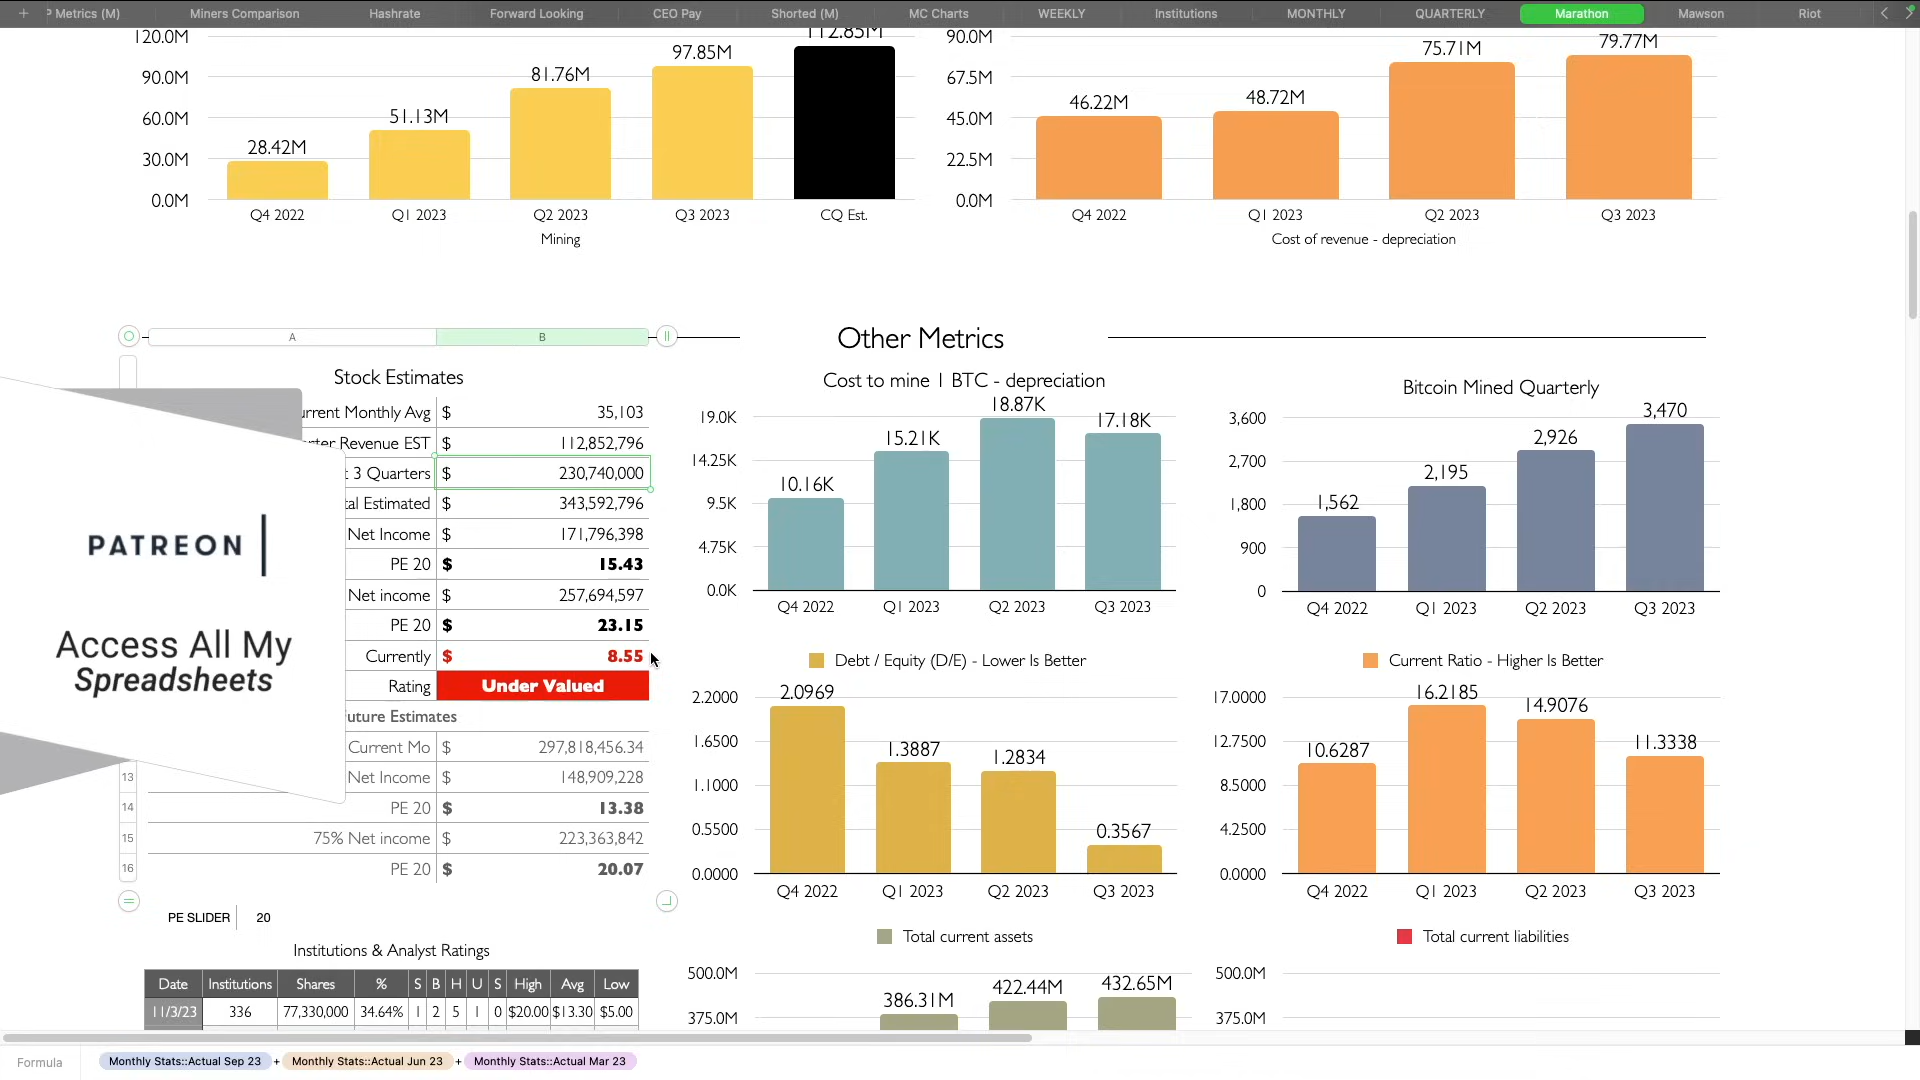 P Metrics (M) Miners Comparison Hashrate Forward Looking CEO Pay Shorted (M) MC Charts WEEKLY Institutions MONTHLY QUARTERLY Marathon Mawson Riot
120.0M
90.0M
60.0M
30.0M
0.0M
28.42M
51.13M
81.76M
97.85M
112.85M
Q4 2022 Q1 2023 Q2 2023 Q3 2023 CQ Est.
Mining
90.0M
67.5M
45.0M
22.5M
0.0M
46.22M
48.72M
75.71M
79.77M
Q4 2022 Q1 2023 Q2 2023 Q3 2023
Cost of revenue - depreciation
A B
Other Metrics
Stock Estimates
urrent Monthly Avg $ 35,103
rter Revenue EST $ 112,852,796
t 3 Quarters $ 230,740,000
tal Estimated $ 343,592,796
Net Income $ 171,796,398
PE 20 $ 15.43
Net income $ 257,694,597
PE 20 $ 23.15
Currently $ 8.55
Rating Under Valued
uture Estimates
Current Mo $ 297,818,456.34
13 Net Income $ 148,909,228
14 PE 20 $ 13.38
15 75% Net income $ 223,363,842
16 PE 20 $ 20.07
PATREON
Access All My
Spreadsheets
PE SLIDER 20
Institutions & Analyst Ratings
Date Institutions Shares % S B H U S High Avg Low
11/3/23 336 77,330,000 34.64% 1 2 5 1 0 $20.00 $13.30 $5.00
Cost to mine 1 BTC - depreciation
19.0K
14.25K
9.5K
4.75K
0.0K
10.16K
15.21K
18.87K
17.18K
Q4 2022 Q1 2023 Q2 2023 Q3 2023
Bitcoin Mined Quarterly
3,600
2,700
1,800
900
0
1,562
2,195
2,926
3,470
Q4 2022 Q1 2023 Q2 2023 Q3 2023
Debt / Equity (D/E) - Lower Is Better
2.2000
1.6500
1.1000
0.5500
0.0000
2.0969
1.3887
1.2834
0.3567
Q4 2022 Q1 2023 Q2 2023 Q3 2023
Current Ratio - Higher Is Better
17.0000
12.7500
8.5000
4.2500
0.0000
10.6287
16.2185
14.9076
11.3338
Q4 2022 Q1 2023 Q2 2023 Q3 2023
Total current assets
500.0M
375.0M
386.31M
422.44M
432.65M
Total current liabilities
500.0M
375.0M
Formula Monthly Stats::Actual Sep 23 + Monthly Stats::Actual Jun 23 + Monthly Stats::Actual Mar 23